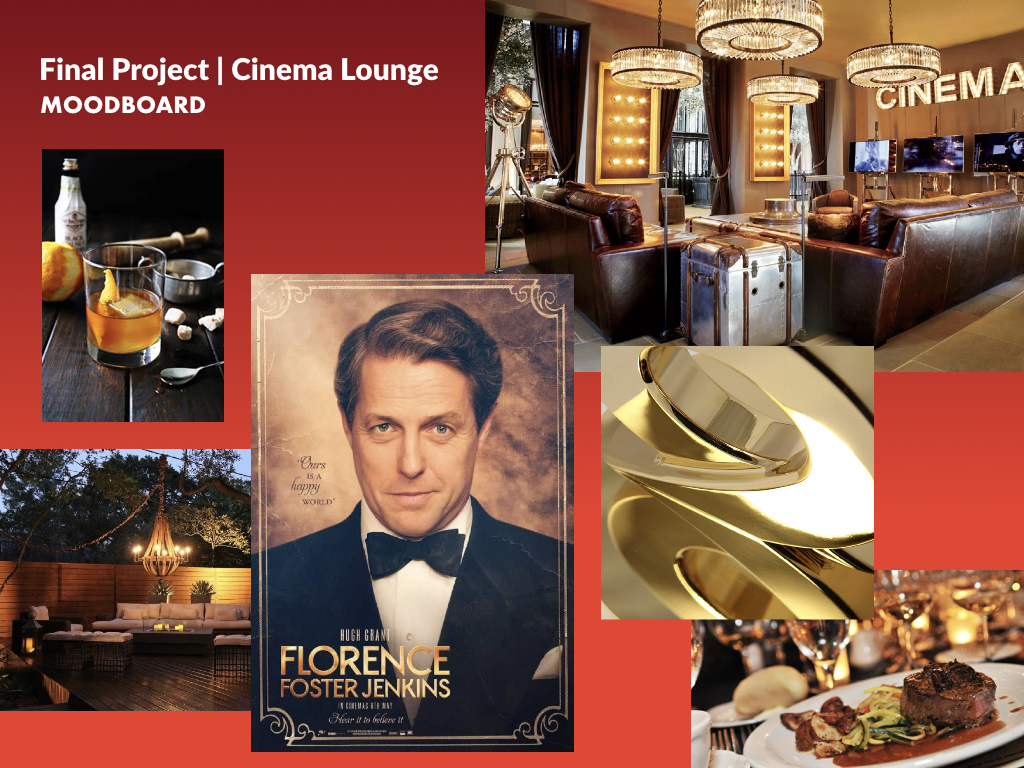 Final Project | Cinema Lounge
MOODBOARD
CINEMA
'Ours
IS A
happy
WORLD'
HUGH GRANT
FLORENCE
FOSTER JENKINS
IN CINEMAS 6TH MAY
Hear it to believe it